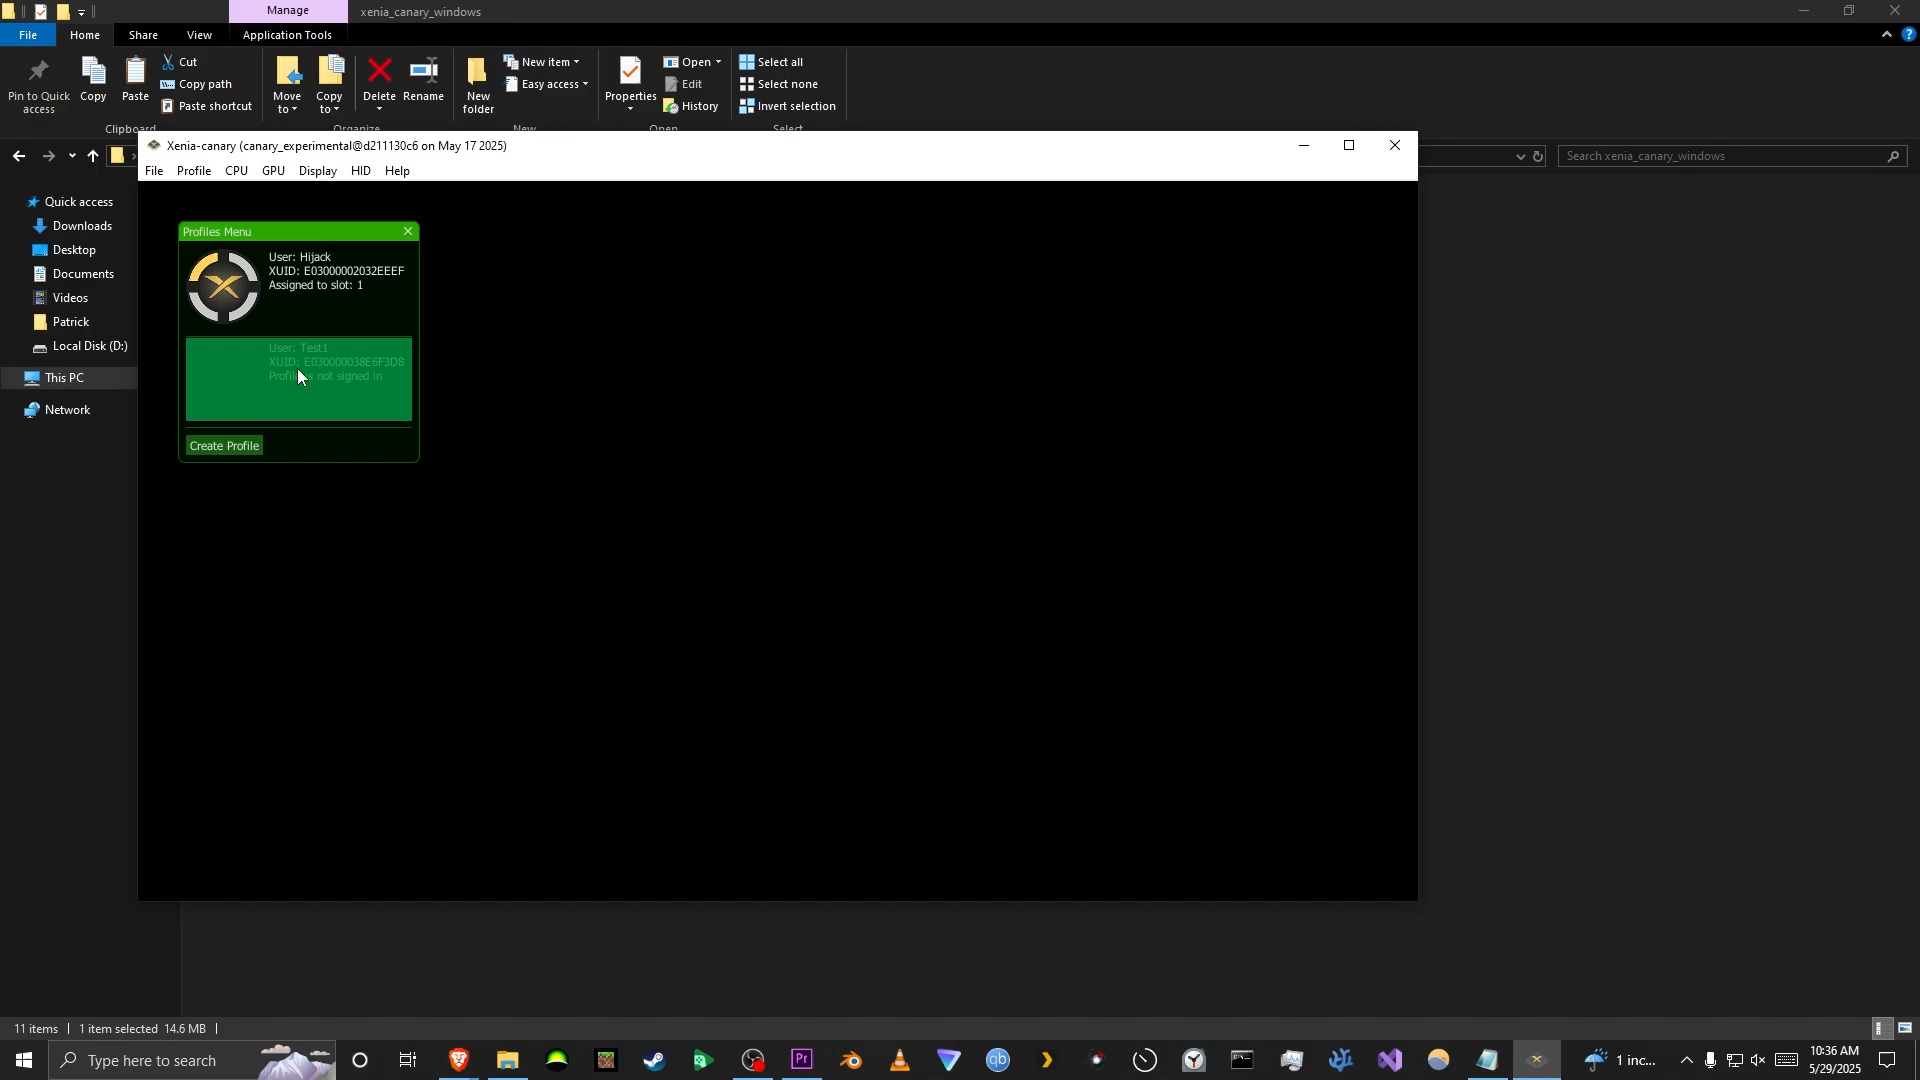 Manage
xenia_canary_windows
File
Home
Share
View
Application Tools
Pin to Quick access
Copy
Paste
Cut
Copy path
Paste shortcut
Clipboard
Move to
Copy to
Delete
Rename
Organize
New folder
New item
Easy access
New
Properties
Open
Edit
History
Open
Select all
Select none
Invert selection
Select
Search xenia_canary_windows
Xenia-canary (canary_experimental@d211130c6 on May 17 2025)
File Profile CPU GPU Display HID Help
Profiles Menu
User: Hijack
XUID: E03000002032EEEF
Assigned to slot: 1
User: Test1
XUID: E030000038E6F3D8
not signed in
Create Profile
Quick access
Downloads
Desktop
Documents
Videos
Patrick
Local Disk (D:)
This PC
Network
11 items
1 item selected 14.6 MB
Type here to search
Pr
qb
1 inc...
10:36 AM
5/29/2025